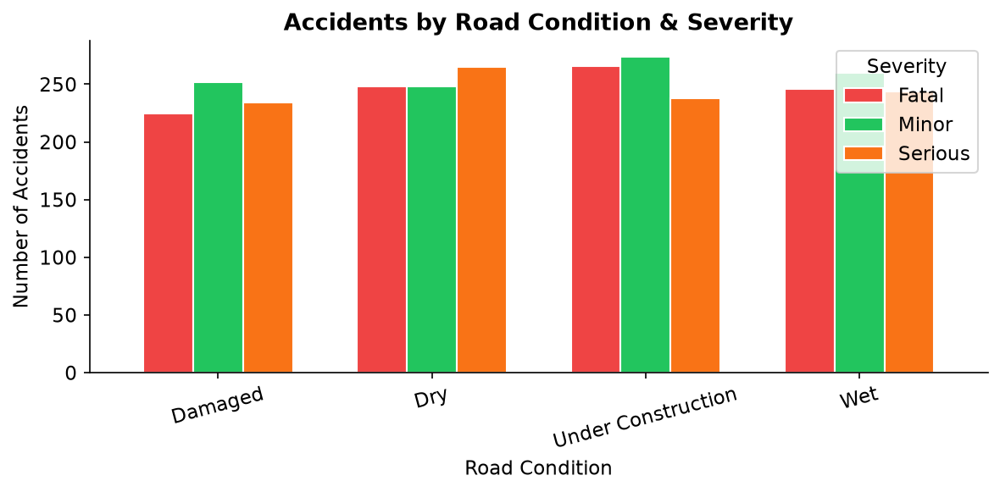 Accidents by Road Condition & Severity
Number of Accidents
250
200
150
100
50
0
Severity
Fatal
Minor
Serious
Damaged
Dry
Under Construction
Wet
Road Condition